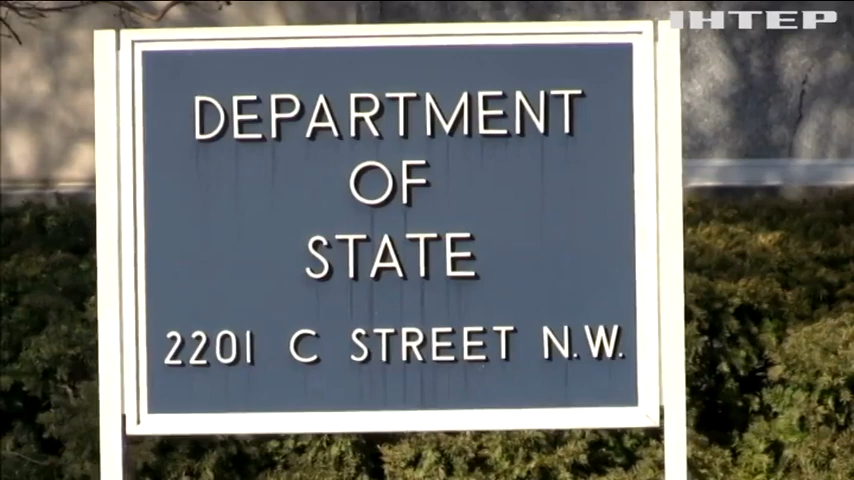 ІНТЕР
DEPARTMENT
OF
STATE
2201 C STREET N.W.